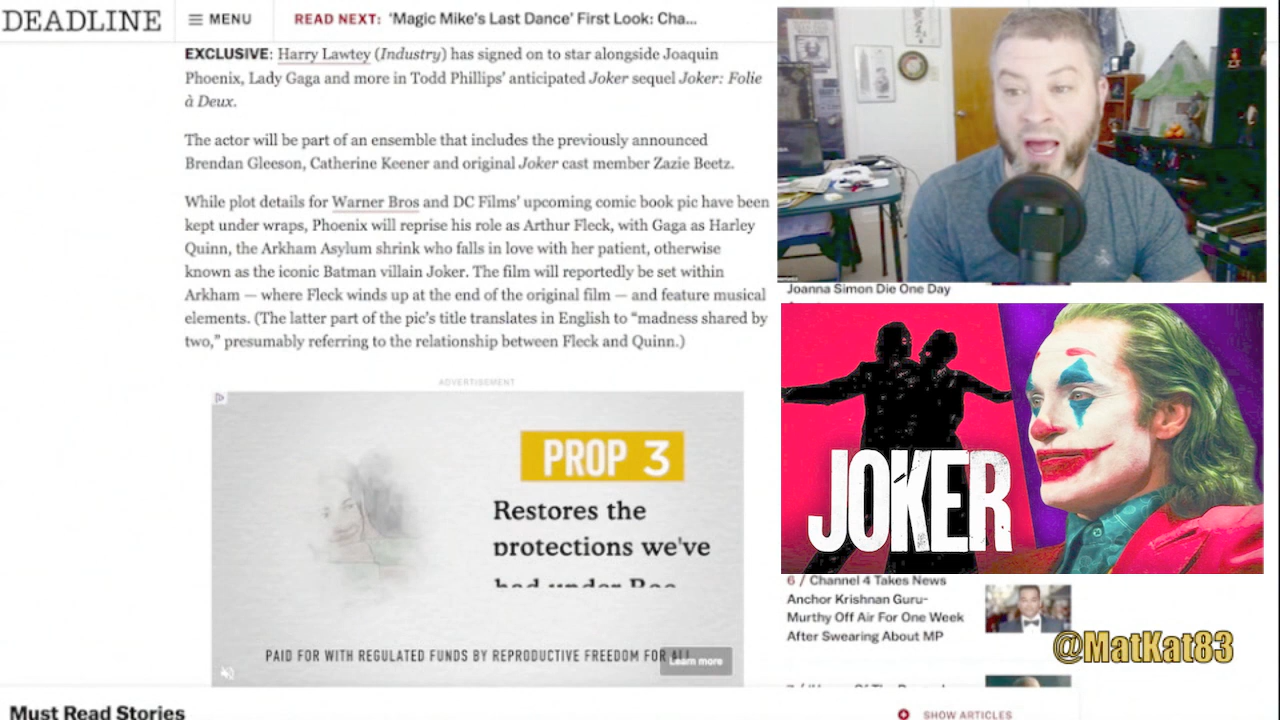 DEADLINE
MENU
READ NEXT: ‘Magic Mike’s Last Dance’ First Look: Cha...
EXCLUSIVE: Harry Lawtey (Industry) has signed on to star alongside Joaquin
Phoenix, Lady Gaga and more in Todd Phillips’ anticipated Joker sequel Joker: Folie
à Deux.
The actor will be part of an ensemble that includes the previously announced
Brendan Gleeson, Catherine Keener and original Joker cast member Zazie Beetz.
While plot details for Warner Bros and DC Films’ upcoming comic book pic have been
kept under wraps, Phoenix will reprise his role as Arthur Fleck, with Gaga as Harley
Quinn, the Arkham Asylum shrink who falls in love with her patient, otherwise
known as the iconic Batman villain Joker. The film will reportedly be set within
Arkham — where Fleck winds up at the end of the original film — and feature musical
elements. (The latter part of the pic’s title translates in English to “madness shared by
two,” presumably referring to the relationship between Fleck and Quinn.)
ADVERTISEMENT
PROP 3
Restores the
protections we've
had under Roe
PAID FOR WITH REGULATED FUNDS BY REPRODUCTIVE FREEDOM FOR ALL
Learn more
Joanna Simon Die One Day
JOKER
6 / Channel 4 Takes News
Anchor Krishnan Guru-
Murthy Off Air For One Week
After Swearing About MP
@MatKat83
Must Read Stories
SHOW ARTICLES